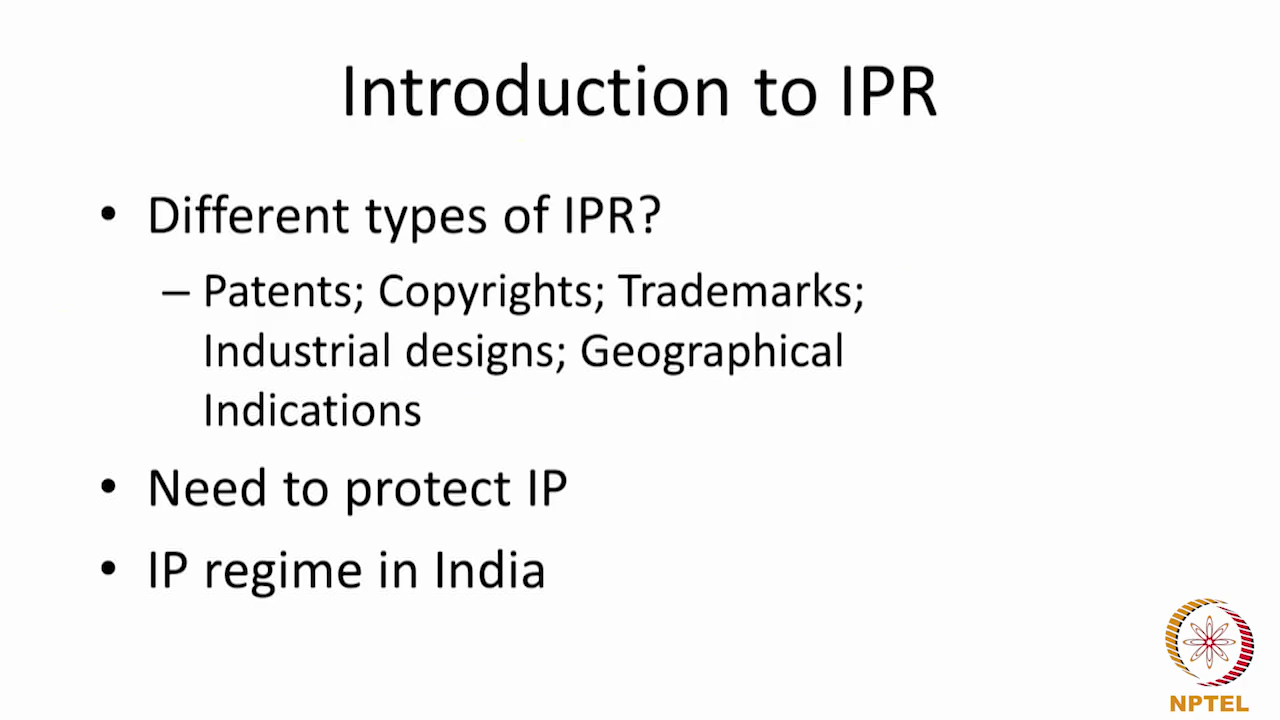 Introduction to IPR
• Different types of IPR?
– Patents; Copyrights; Trademarks;
Industrial designs; Geographical
Indications
• Need to protect IP
• IP regime in India
NPTEL